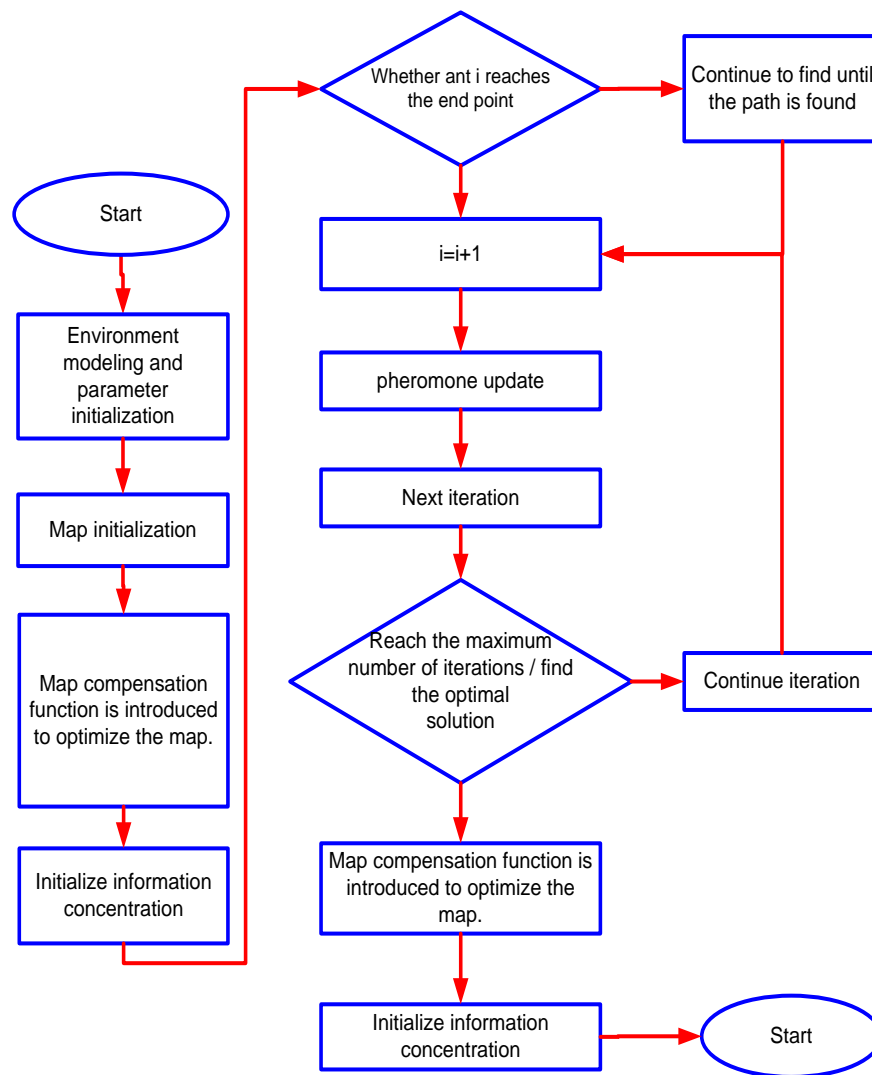 Start
Environment
modeling and
parameter
initialization
Map initialization
Map compensation
function is introduced
to optimize the map.
Initialize information
concentration
Whether ant i reaches
the end point
Continue to find until
the path is found
i=i+1
pheromone update
Next iteration
Reach the maximum
number of iterations / find
the optimal
solution
Continue iteration
Map compensation function is
introduced to optimize the
map.
Initialize information
concentration
Start